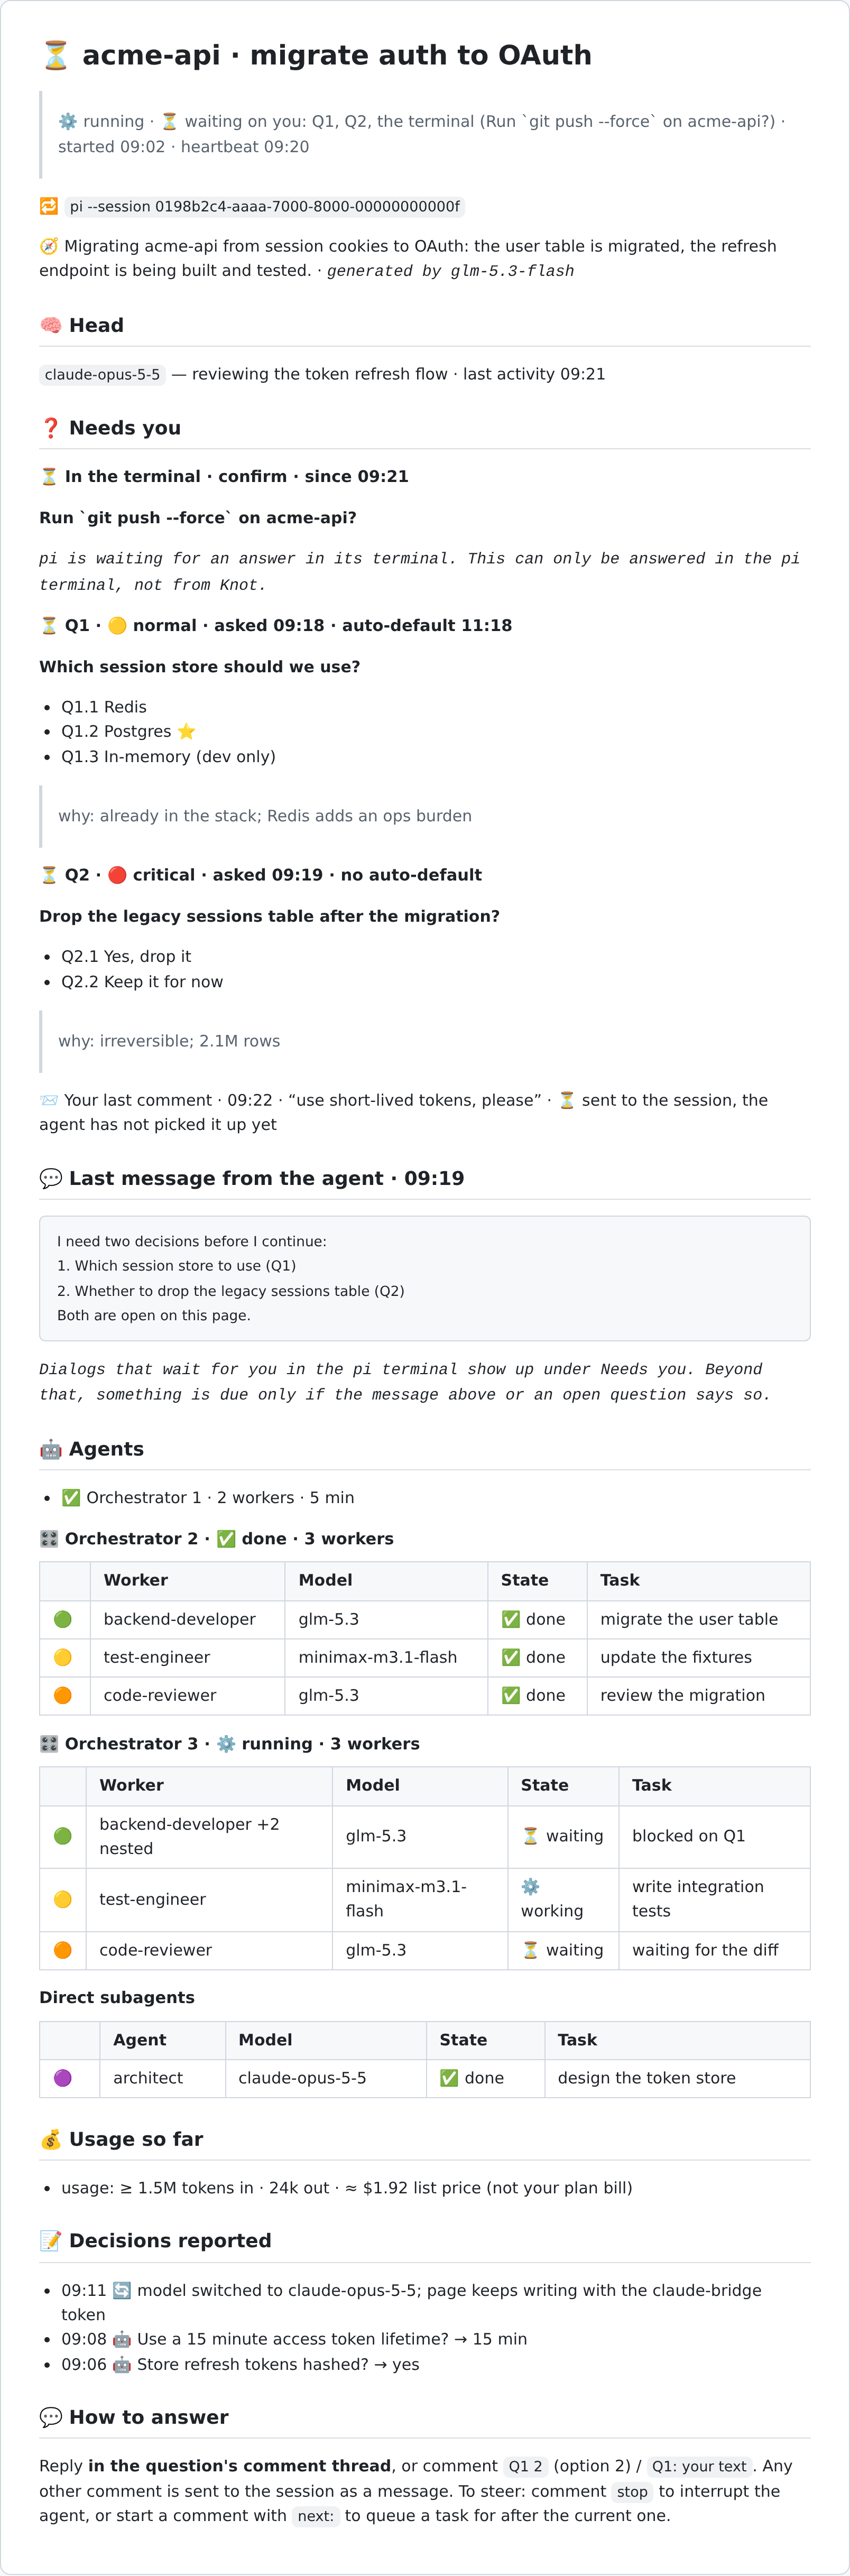 ⏳ acme-api · migrate auth to OAuth
⚙️ running · ⏳ waiting on you: Q1, Q2, the terminal (Run `git push --force` on acme-api?) ·
started 09:02 · heartbeat 09:20
🔁 pi --session 0198b2c4-aaaa-7000-8000-00000000000f
🧭 Migrating acme-api from session cookies to OAuth: the user table is migrated, the refresh
endpoint is being built and tested. · generated by glm-5.3-flash
🧠 Head
claude-opus-5-5 — reviewing the token refresh flow · last activity 09:21
❓ Needs you
⏳ In the terminal · confirm · since 09:21
Run `git push --force` on acme-api?
pi is waiting for an answer in its terminal. This can only be answered in the pi
terminal, not from Knot.
⏳ Q1 · 🟡 normal · asked 09:18 · auto-default 11:18
Which session store should we use?
• Q1.1 Redis
• Q1.2 Postgres ⭐
• Q1.3 In-memory (dev only)
why: already in the stack; Redis adds an ops burden
⏳ Q2 · 🔴 critical · asked 09:19 · no auto-default
Drop the legacy sessions table after the migration?
• Q2.1 Yes, drop it
• Q2.2 Keep it for now
why: irreversible; 2.1M rows
📨 Your last comment · 09:22 · “use short-lived tokens, please” · ⏳ sent to the session, the
agent has not picked it up yet
💬 Last message from the agent · 09:19
I need two decisions before I continue:
1. Which session store to use (Q1)
2. Whether to drop the legacy sessions table (Q2)
Both are open on this page.
Dialogs that wait for you in the pi terminal show up under Needs you. Beyond
that, something is due only if the message above or an open question says so.
🤖 Agents
• ✅ Orchestrator 1 · 2 workers · 5 min
🎛️ Orchestrator 2 · ✅ done · 3 workers
Worker Model State Task
🟢 backend-developer glm-5.3 ✅ done migrate the user table
🟡 test-engineer minimax-m3.1-flash ✅ done update the fixtures
🟠 code-reviewer glm-5.3 ✅ done review the migration
🎛️ Orchestrator 3 · ⚙️ running · 3 workers
Worker Model State Task
🟢 backend-developer +2
nested glm-5.3 ⏳ waiting blocked on Q1
🟡 test-engineer minimax-m3.1-
flash ⚙️
working write integration
tests
🟠 code-reviewer glm-5.3 ⏳ waiting waiting for the diff
Direct subagents
Agent Model State Task
🟣 architect claude-opus-5-5 ✅ done design the token store
💰 Usage so far
• usage: ≥ 1.5M tokens in · 24k out · ≈ $1.92 list price (not your plan bill)
📝 Decisions reported
• 09:11 🔄 model switched to claude-opus-5-5; page keeps writing with the claude-bridge
token
• 09:08 🤖 Use a 15 minute access token lifetime? → 15 min
• 09:06 🤖 Store refresh tokens hashed? → yes
💬 How to answer
Reply in the question's comment thread, or comment Q1 2 (option 2) / Q1: your text. Any
other comment is sent to the session as a message. To steer: comment stop to interrupt the
agent, or start a comment with next: to queue a task for after the current one.